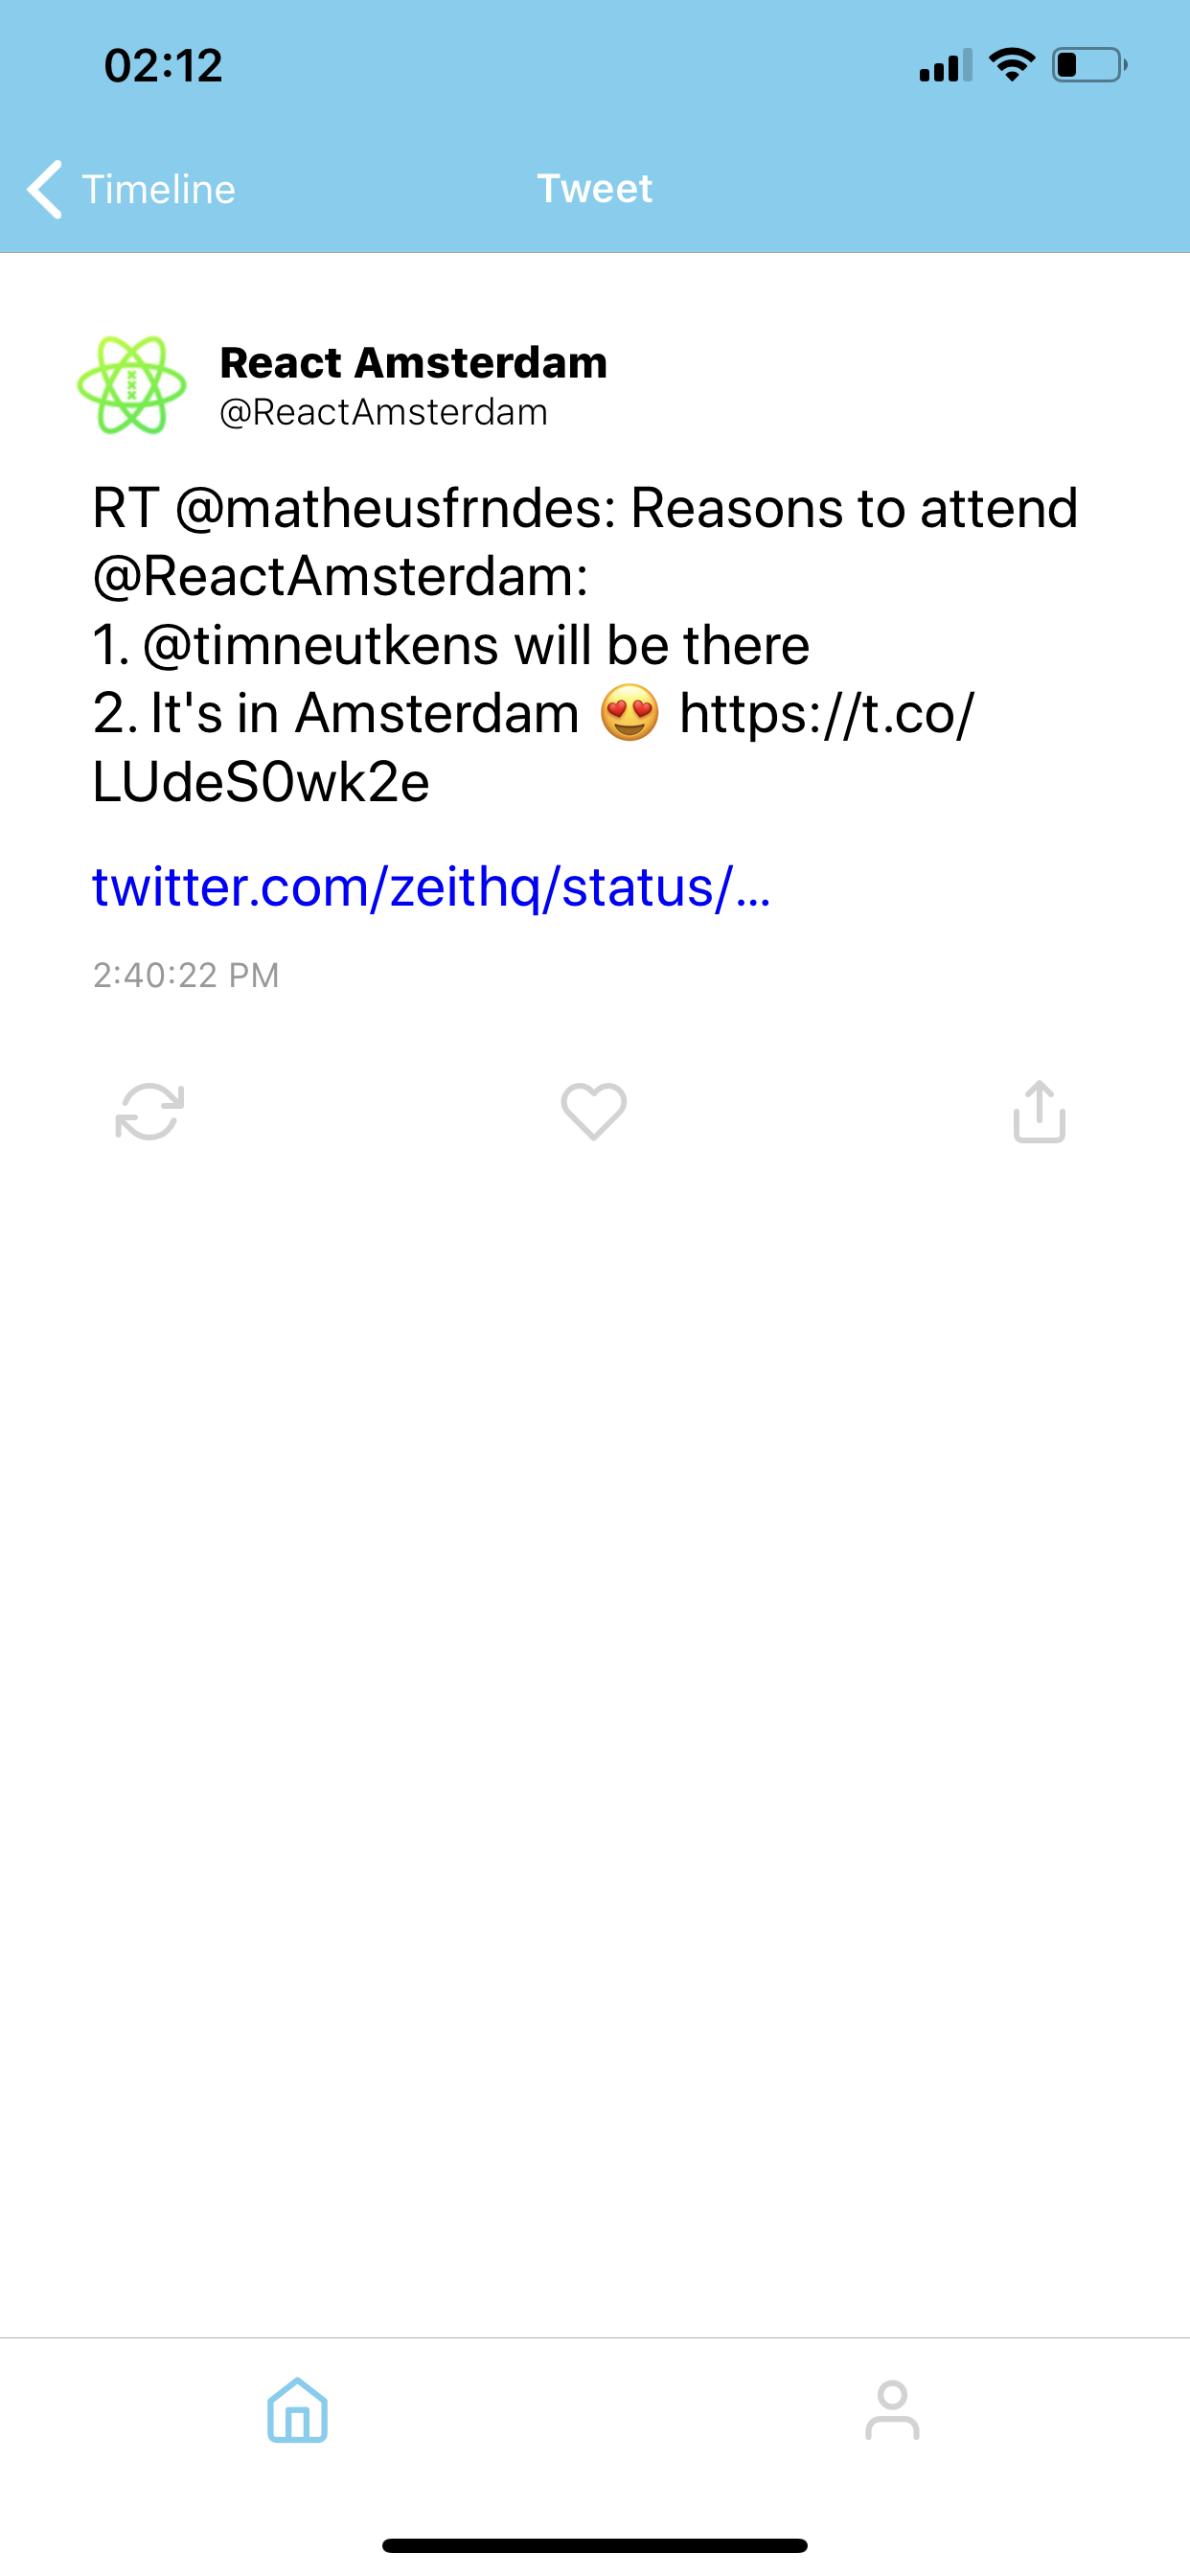 02:12
Timeline
Tweet
React Amsterdam
@ReactAmsterdam
RT @matheusfrndes: Reasons to attend
@ReactAmsterdam:
1. @timneutkens will be there
2. It's in Amsterdam 😍 https://t.co/
LUdeS0wk2e
twitter.com/zeithq/status/…
2:40:22 PM